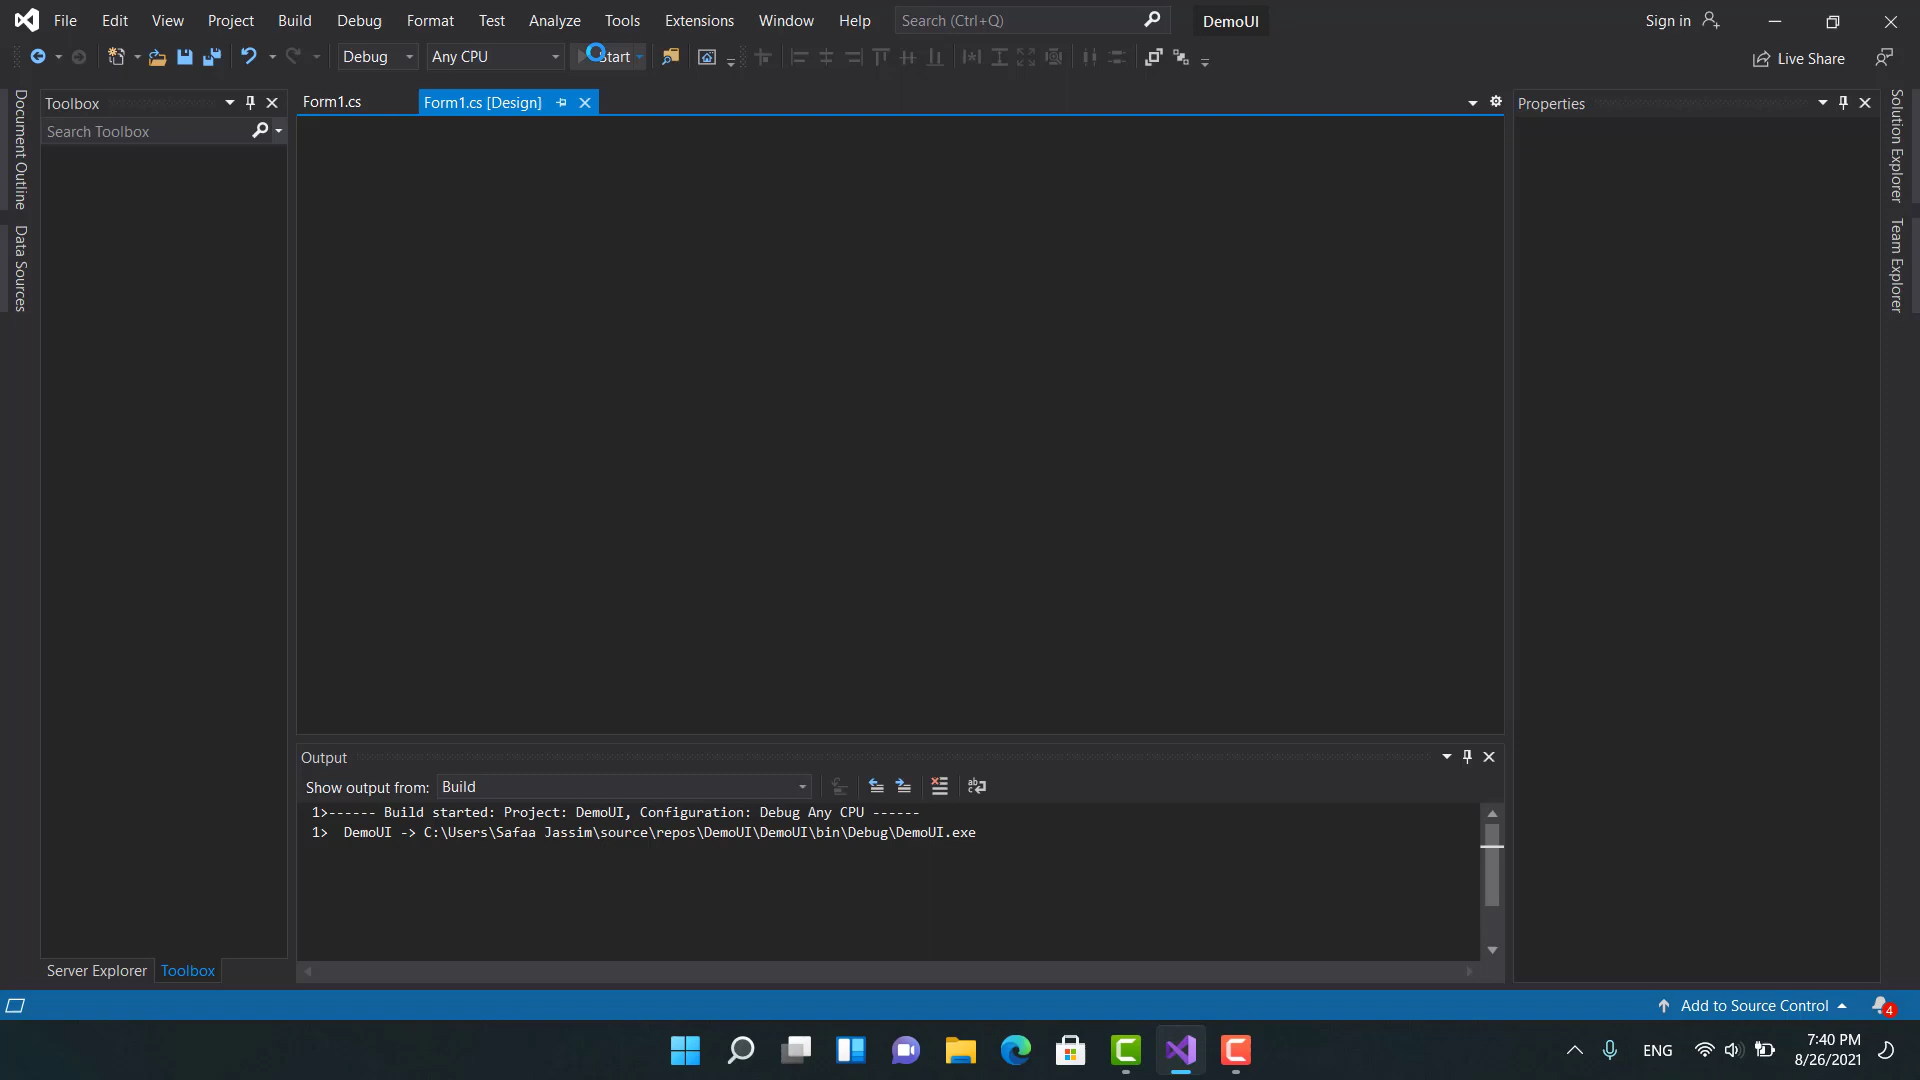 File Edit View Project Build Debug Format Test Analyze Tools Extensions Window Help Search (Ctrl+Q) DemoUI Sign in
Debug Any CPU Start Live Share
Document Outline
Data Sources
Toolbox
Search Toolbox
Form1.cs Form1.cs [Design]
Properties
Solution Explorer
Team Explorer
Output
Show output from: Build
1>------ Build started: Project: DemoUI, Configuration: Debug Any CPU ------
1> DemoUI -> C:\Users\Safaa Jassim\source\repos\DemoUI\DemoUI\bin\Debug\DemoUI.exe
Server Explorer Toolbox
Add to Source Control 4
ENG 7:40 PM
8/26/2021